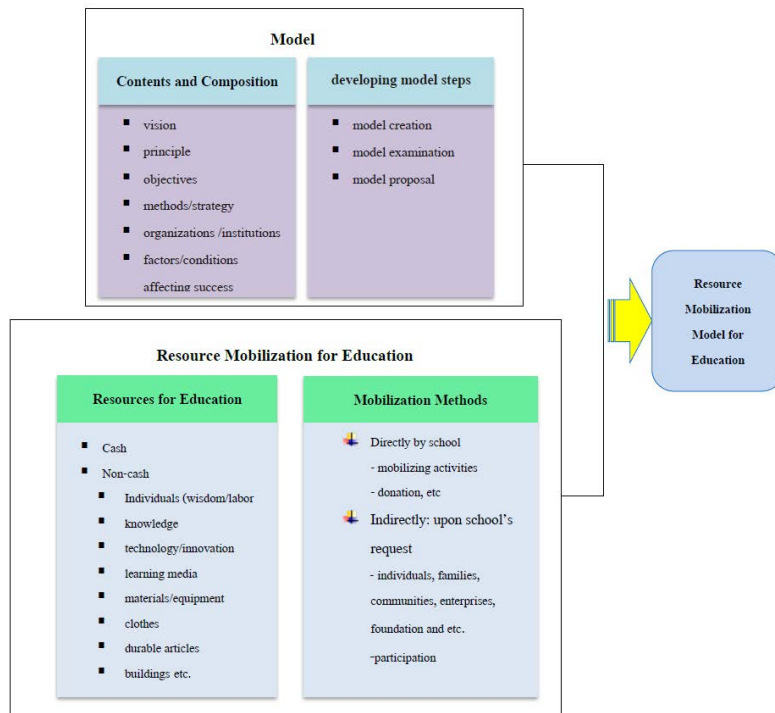 Model
Contents and Composition
vision
principle
objectives
methods/strategy
organizations /institutions
factors/conditions
affecting success
developing model steps
model creation
model examination
model proposal
Resource Mobilization for Education
Resources for Education
Cash
Non-cash
Individuals (wisdom/labor
knowledge
technology/innovation
learning media
materials/equipment
clothes
durable articles
buildings etc.
Mobilization Methods
Directly by school
- mobilizing activities
- donation, etc
Indirectly: upon school's
request
- individuals, families,
communities, enterprises,
foundation and etc.
-participation
Resource
Mobilization
Model for
Education